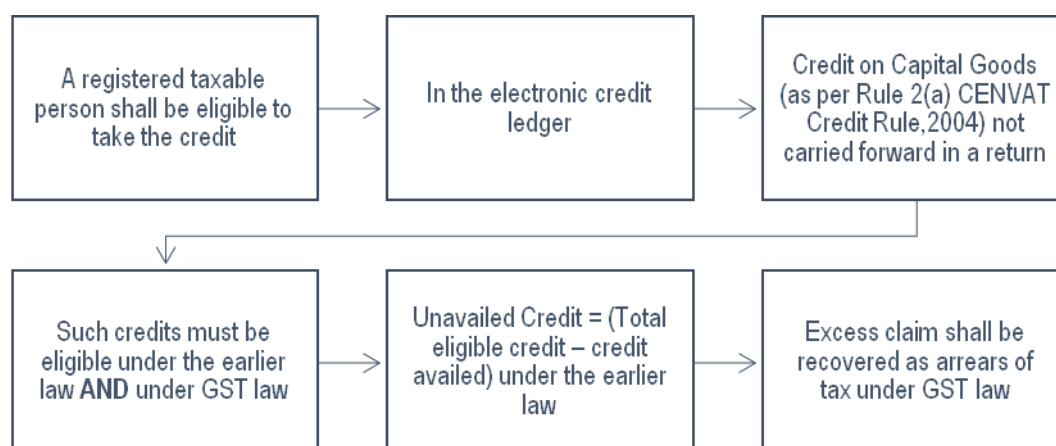 A registered taxable
person shall be eligible to
take the credit
In the electronic credit
ledger
Credit on Capital Goods
(as per Rule 2(a) CENVAT
Credit Rule,2004) not
carried forward in a return
Such credits must be
eligible under the earlier
law AND under GST law
Unavailed Credit = (Total
eligible credit – credit
availed) under the earlier
law
Excess claim shall be
recovered as arrears of
tax under GST law